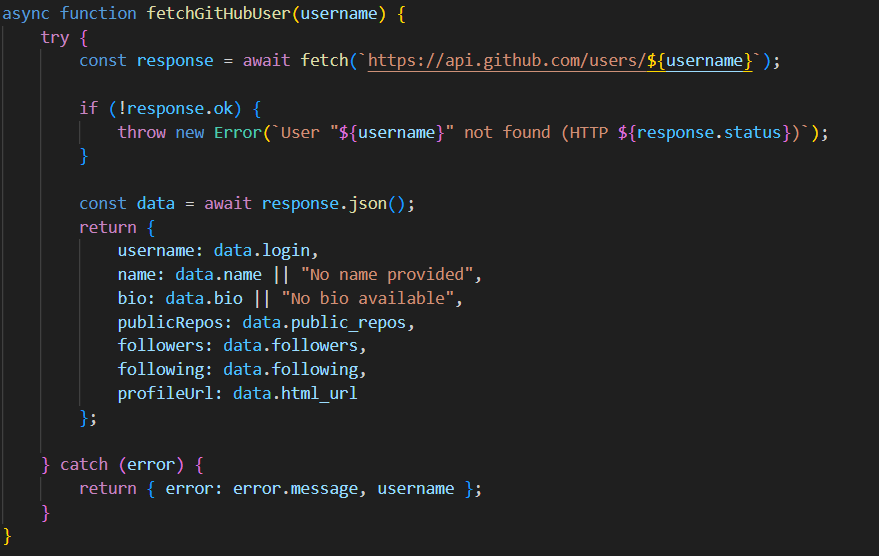 async function fetchGitHubUser(username) {
    try {
        const response = await fetch(`https://api.github.com/users/${username}`);

        if (!response.ok) {
            throw new Error(`User "${username}" not found (HTTP ${response.status})`);
        }

        const data = await response.json();
        return {
            username: data.login,
            name: data.name || "No name provided",
            bio: data.bio || "No bio available",
            publicRepos: data.public_repos,
            followers: data.followers,
            following: data.following,
            profileUrl: data.html_url
        };

    } catch (error) {
        return { error: error.message, username };
    }
}